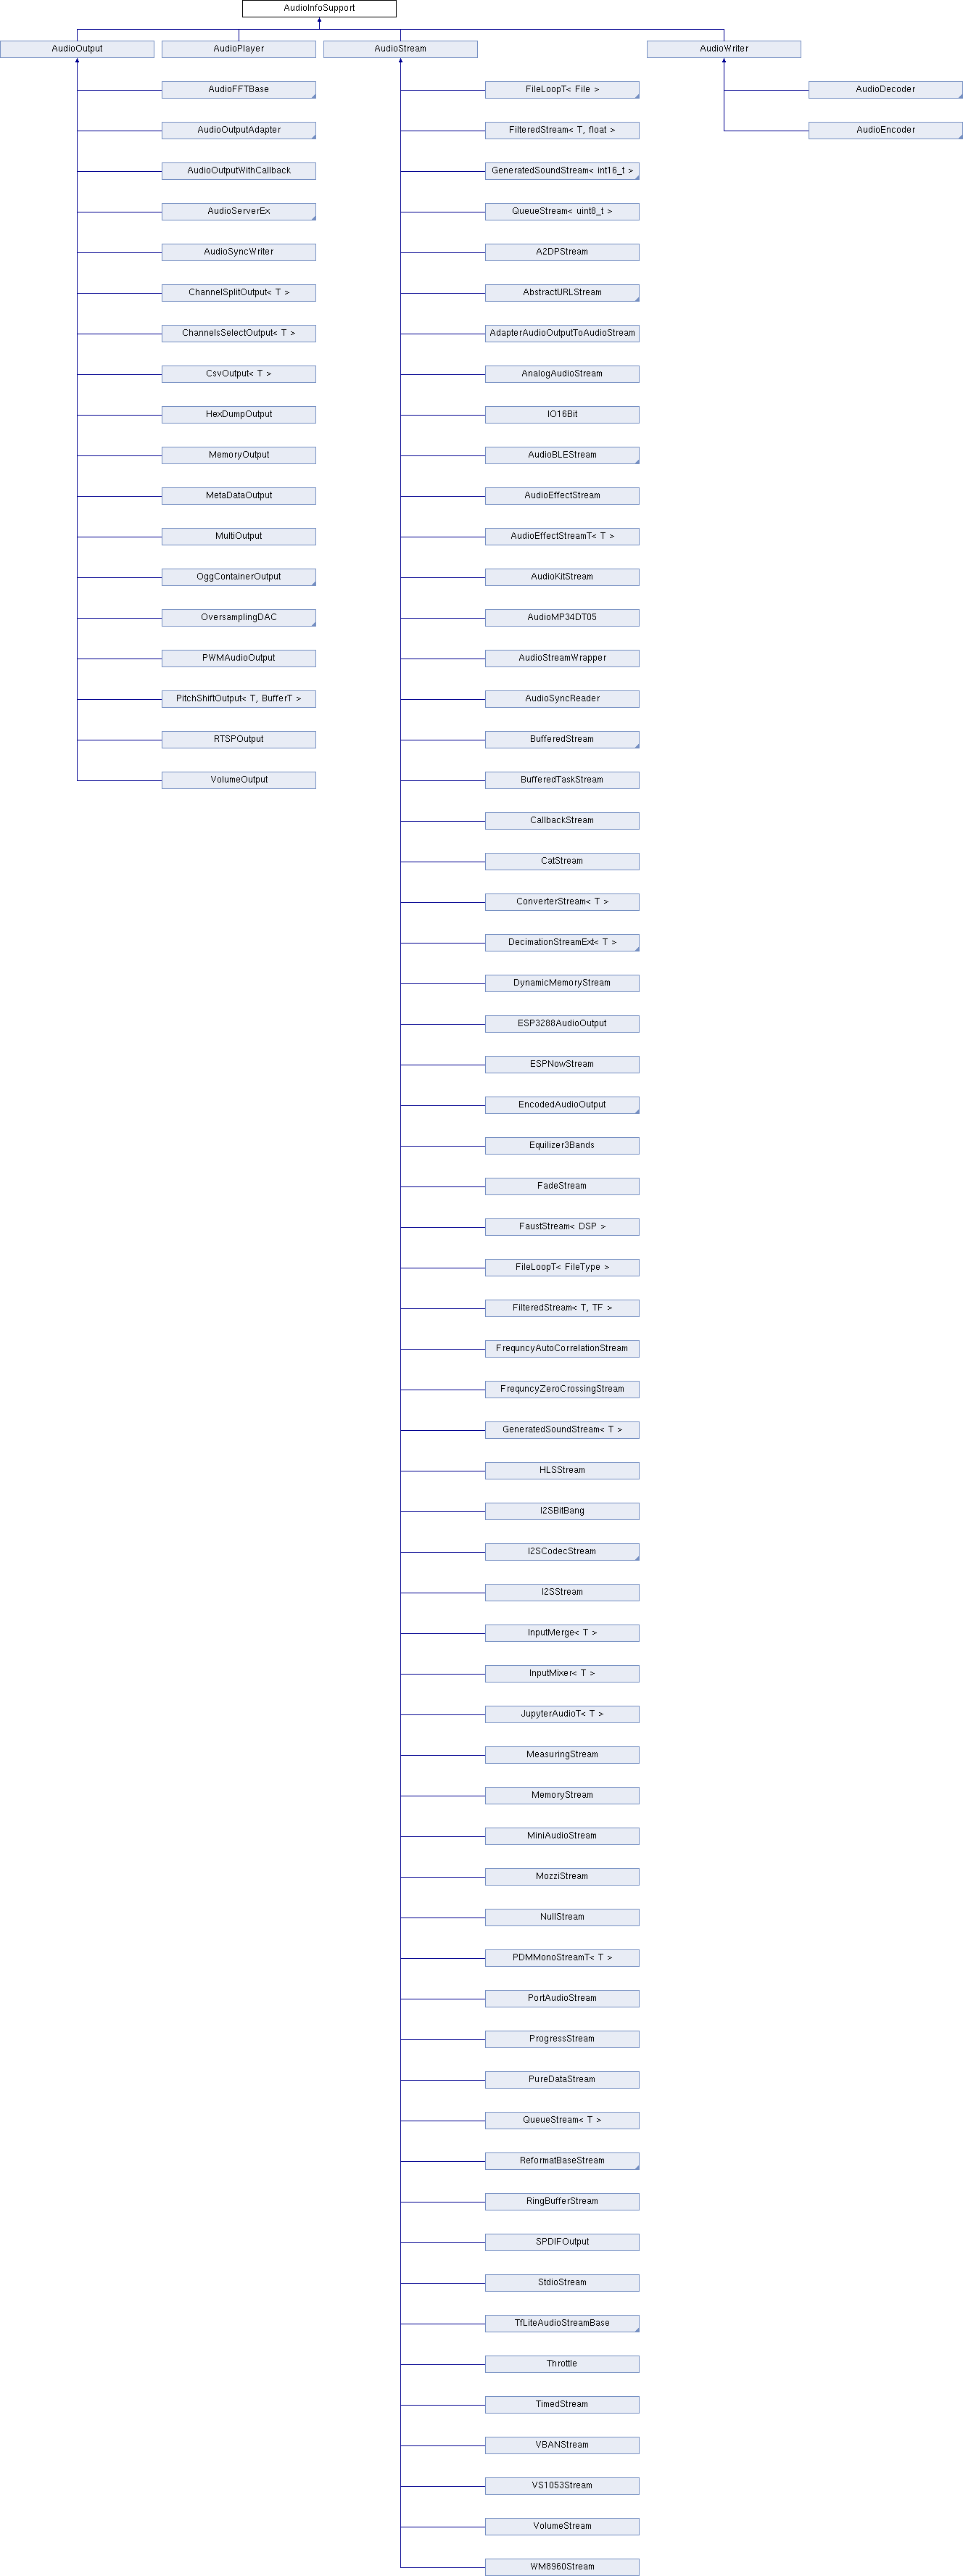 AudioInfoSupport
AudioOutput
AudioPlayer
AudioStream
AudioWriter
AudioFFTBase
FileLoopT< File >
AudioDecoder
AudioOutputAdapter
FilteredStream< T, float >
AudioEncoder
AudioOutputWithCallback
GeneratedSoundStream< int16_t >
AudioServerEx
QueueStream< uint8_t >
AudioSyncWriter
A2DPStream
ChannelSplitOutput< T >
AbstractURLStream
ChannelsSelectOutput< T >
AdapterAudioOutputToAudioStream
CsvOutput< T >
AnalogAudioStream
HexDumpOutput
IO16Bit
MemoryOutput
AudioBLEStream
MetaDataOutput
AudioEffectStream
MultiOutput
AudioEffectStreamT< T >
OggContainerOutput
AudioKitStream
OversamplingDAC
AudioMP34DT05
PWMAudioOutput
AudioStreamWrapper
PitchShiftOutput< T, BufferT >
AudioSyncReader
RTSPOutput
BufferedStream
VolumeOutput
BufferedTaskStream
CallbackStream
CatStream
ConverterStream< T >
DecimationStreamExt< T >
DynamicMemoryStream
ESP3288AudioOutput
ESPNowStream
EncodedAudioOutput
Equilizer3Bands
FadeStream
FaustStream< DSP >
FileLoopT< FileType >
FilteredStream< T, TF >
FrequncyAutoCorrelationStream
FrequncyZeroCrossingStream
GeneratedSoundStream< T >
HLSStream
I2SBitBang
I2SCodecStream
I2SStream
InputMerge< T >
InputMixer< T >
JupyterAudioT< T >
MeasuringStream
MemoryStream
MiniAudioStream
MozziStream
NullStream
PDMMonoStreamT< T >
PortAudioStream
ProgressStream
PureDataStream
QueueStream< T >
ReformatBaseStream
RingBufferStream
SPDIFOutput
StdioStream
TfLiteAudioStreamBase
Throttle
TimedStream
VBANStream
VS1053Stream
VolumeStream
WM8960Stream